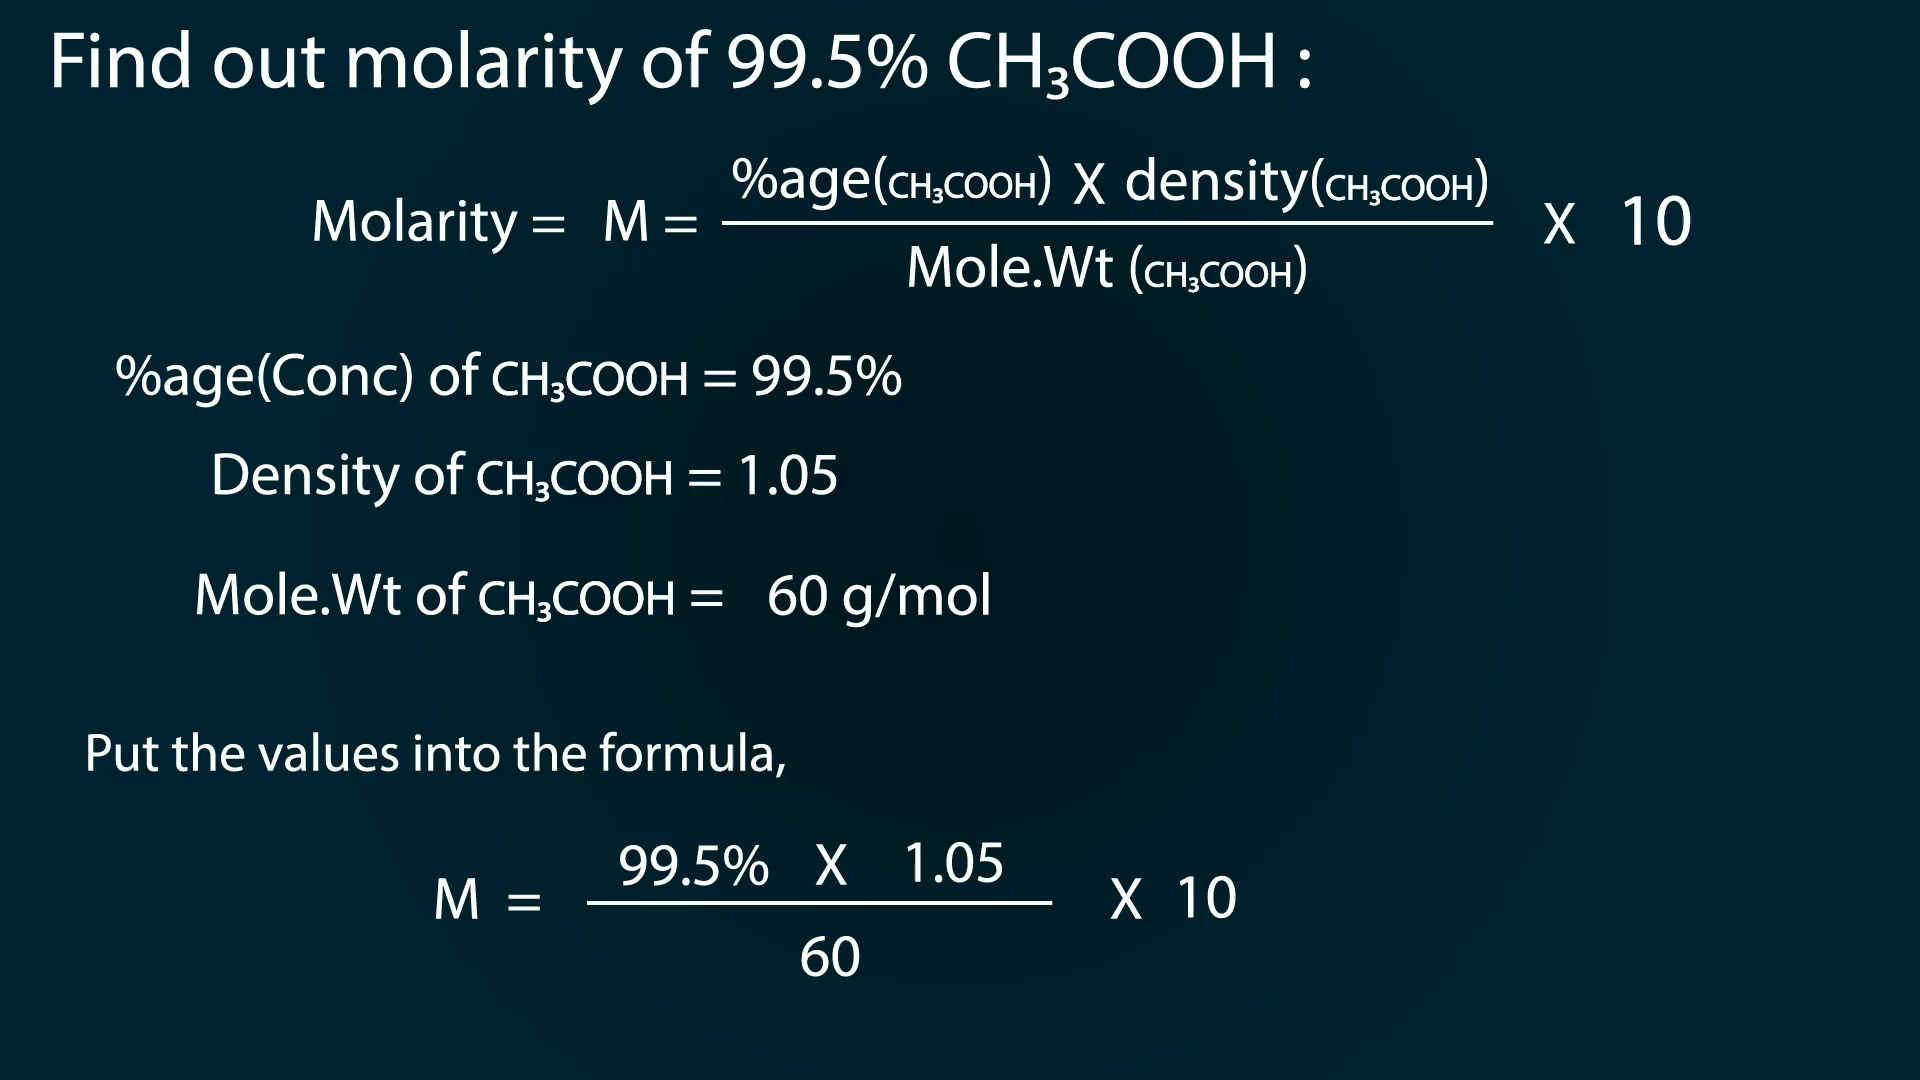 Find out molarity of 99.5% CH₃COOH :
%age(CH₃COOH) X density(CH₃COOH)
Molarity = M = X 10
Mole.Wt (CH₃COOH)
%age(Conc) of CH₃COOH = 99.5%
Density of CH₃COOH = 1.05
Mole.Wt of CH₃COOH = 60 g/mol
Put the values into the formula,
99.5% X 1.05
M = X 10
60